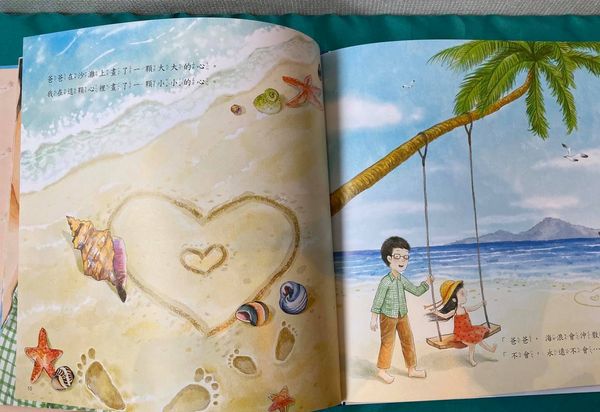 爸爸在沙灘上畫了一顆大大的心。
我在這顆心裡畫了一顆小小的心。
「爸爸，海浪會沖散
「不會，永遠不會⋯